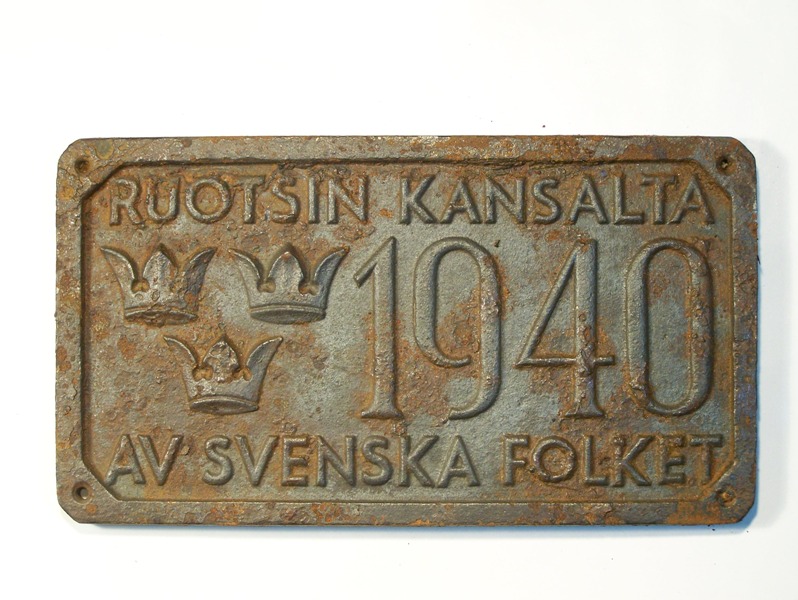 RUOTSIN KANSALTA
1940
AV SVENSKA FOLKET